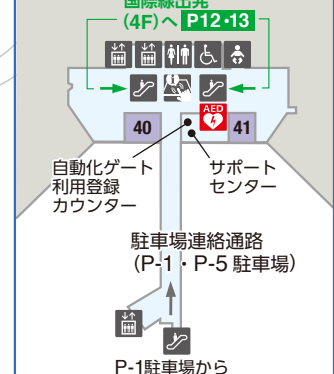 国際線出発
(4F)へ P12・13
AED
40
41
自動化ゲート
利用登録
カウンター
サポート
センター
駐車場連絡通路
(P-1・P-5 駐車場)
P-1駐車場から